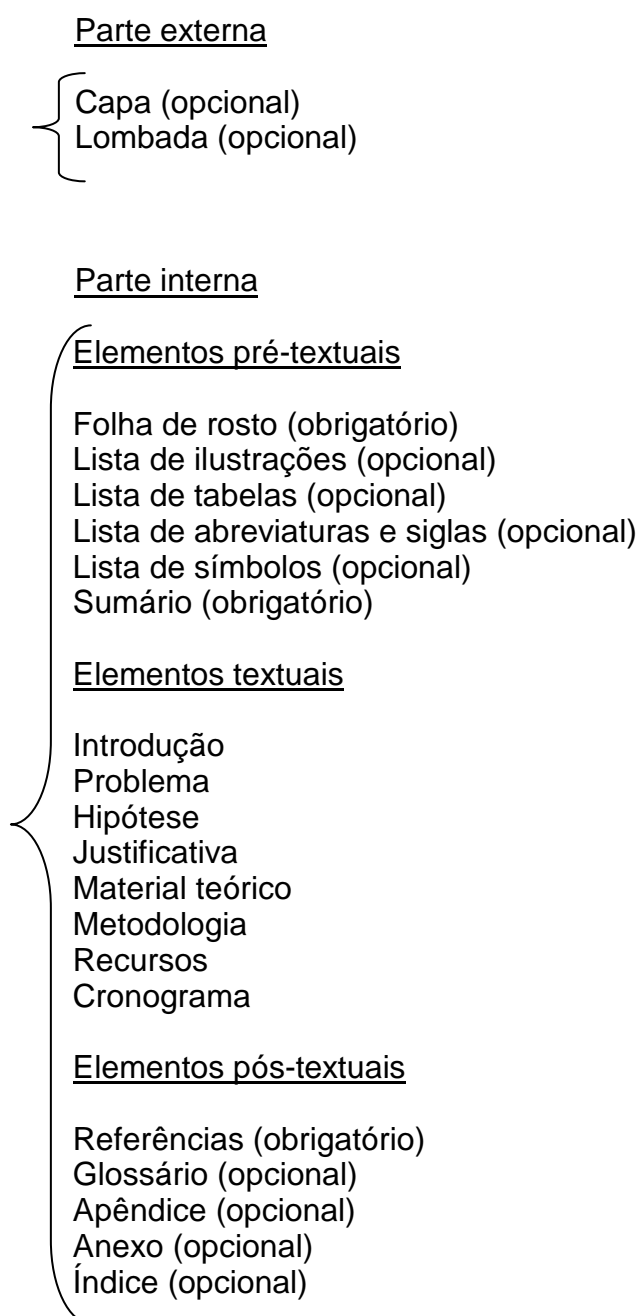 Parte externa
Capa (opcional)
Lombada (opcional)
Parte interna
Elementos pré-textuais
Folha de rosto (obrigatório)
Lista de ilustrações (opcional)
Lista de tabelas (opcional)
Lista de abreviaturas e siglas (opcional)
Lista de símbolos (opcional)
Sumário (obrigatório)
Elementos textuais
Introdução
Problema
Hipótese
Justificativa
Material teórico
Metodologia
Recursos
Cronograma
Elementos pós-textuais
Referências (obrigatório)
Glossário (opcional)
Apêndice (opcional)
Anexo (opcional)
Índice (opcional)